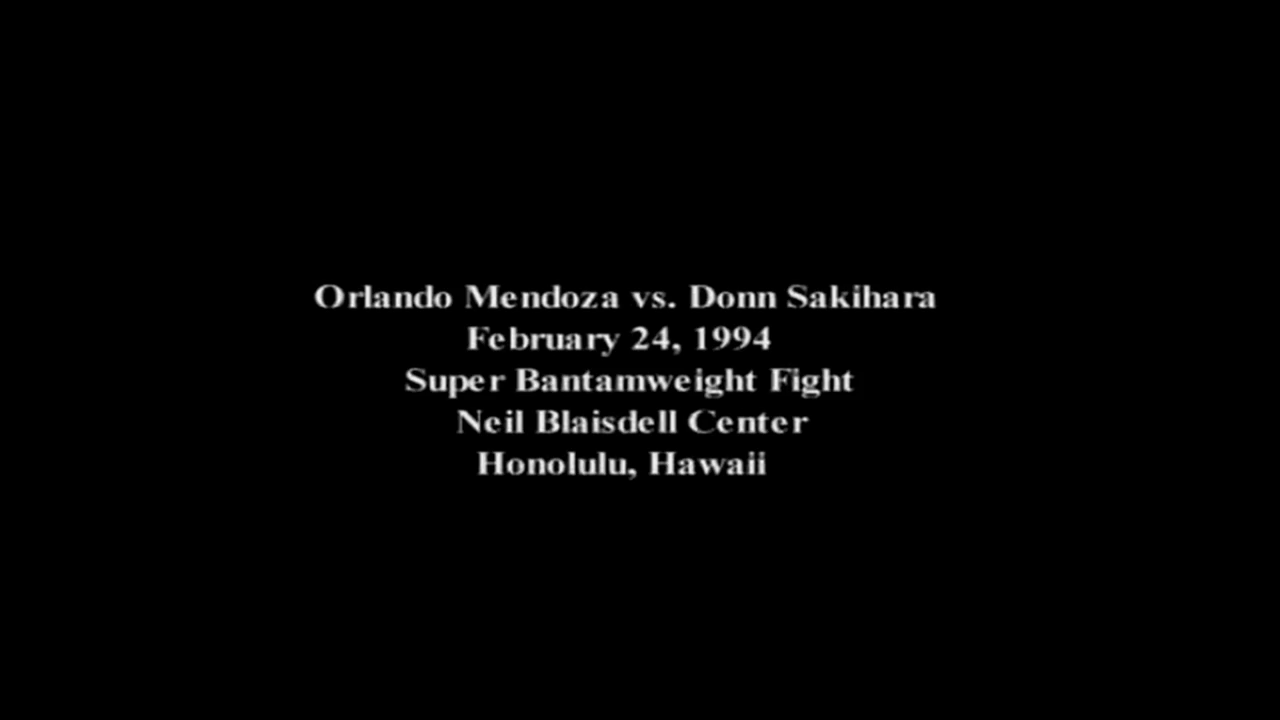 Orlando Mendoza vs. Donn Sakihara
February 24, 1994
Super Bantamweight Fight
Neil Blaisdell Center
Honolulu, Hawaii